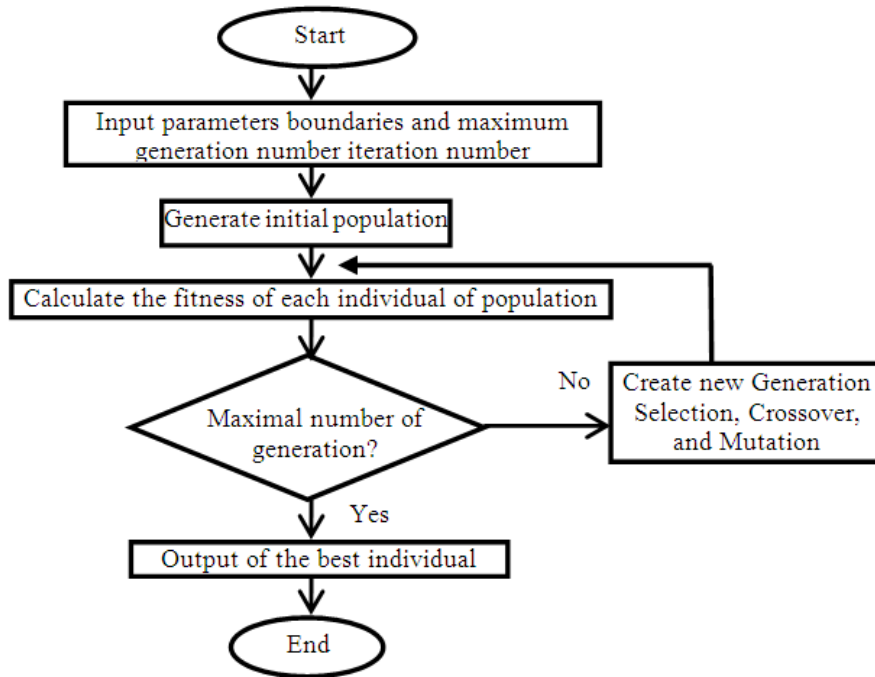 Start
Input parameters boundaries and maximum
generation number iteration number
Generate initial population
Calculate the fitness of each individual of population
Maximal number of
generation?
No
Create new Generation
Selection, Crossover,
and Mutation
Yes
Output of the best individual
End